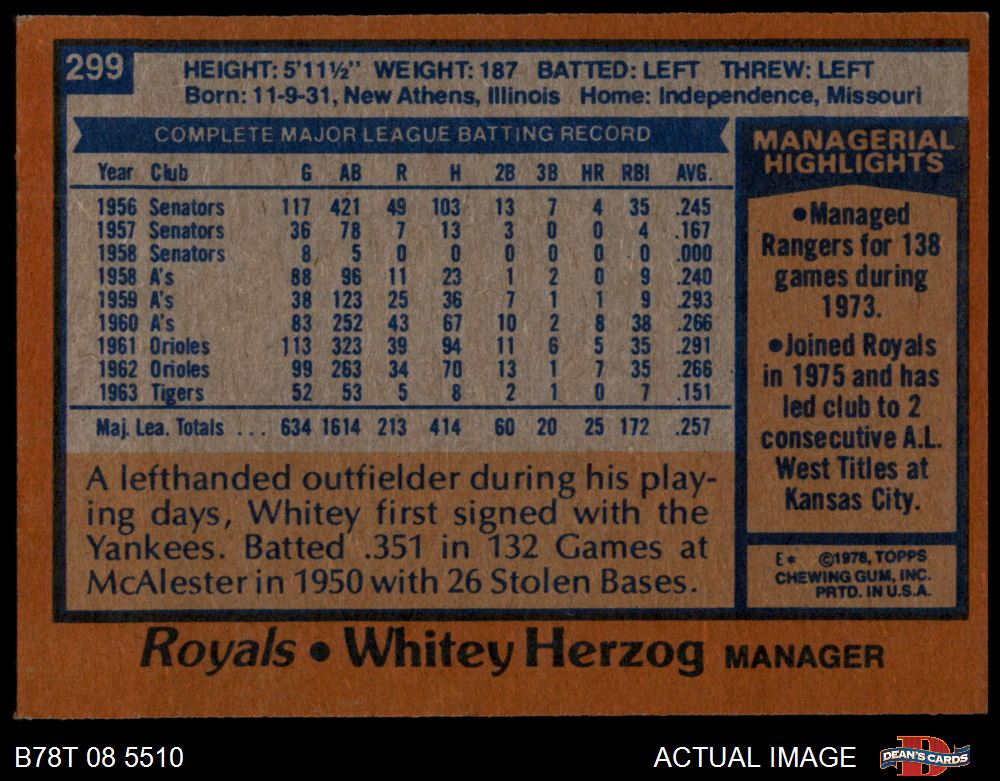 299
HEIGHT: 5'11½" WEIGHT: 187 BATTED: LEFT THREW: LEFT
Born: 11-9-31, New Athens, Illinois Home: Independence, Missouri
COMPLETE MAJOR LEAGUE BATTING RECORD
Year Club G AB R H 2B 3B HR RBI AVG.
1956 Senators 117 421 49 103 13 7 4 35 .245
1957 Senators 36 78 7 13 3 0 0 4 .167
1958 Senators 8 5 0 0 0 0 0 0 .000
1958 A's 88 96 11 23 1 2 0 9 .240
1959 A's 38 123 25 36 7 1 1 9 .293
1960 A's 83 252 43 67 10 2 8 38 .266
1961 Orioles 113 323 39 94 11 6 5 35 .291
1962 Orioles 99 263 34 70 13 1 7 35 .266
1963 Tigers 52 53 5 8 2 1 0 7 .151
Maj. Lea. Totals ... 634 1614 213 414 60 20 25 172 .257
A lefthanded outfielder during his play-
ing days, Whitey first signed with the
Yankees. Batted .351 in 132 Games at
McAlester in 1950 with 26 Stolen Bases.
MANAGERIAL
HIGHLIGHTS
●Managed
Rangers for 138
games during
1973.
●Joined Royals
in 1975 and has
led club to 2
consecutive A.L.
West Titles at
Kansas City.
E* ©1978, TOPPS
CHEWING GUM, INC.
PRTD. IN U.S.A.
Royals ● Whitey Herzog MANAGER
B78T 08 5510
ACTUAL IMAGE
DEAN'S CARDS